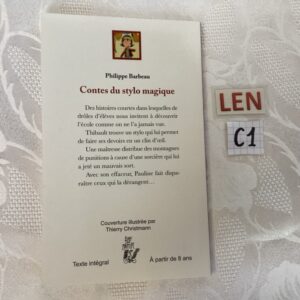 Philippe Barbeau
Contes du stylo magique
Des histoires courtes dans lesquelles de
drôles d'élèves nous invitent à découvrir
l'école comme on ne l'a jamais vue.
Thibault trouve un stylo qui lui permet
de faire ses devoirs en un clin d'œil.
Une maîtresse distribue des montagnes
de punitions à cause d'une sorcière qui lui
a jeté un mauvais sort.
Avec son effaceur, Pauline fait dispa-
raître ceux qui la dérangent...
Couverture illustrée par
Thierry Christmann
Texte intégral
À partir de 8 ans
LEN
C1